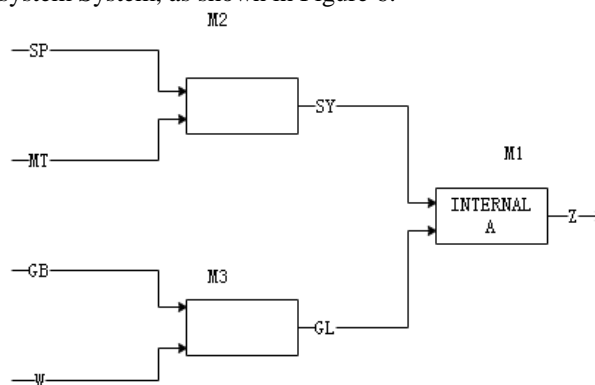 system System, as shown in Figure 6.
M2
SP
SY
MT
M1
INTERNAL
A
Z
GB
M3
GL
W